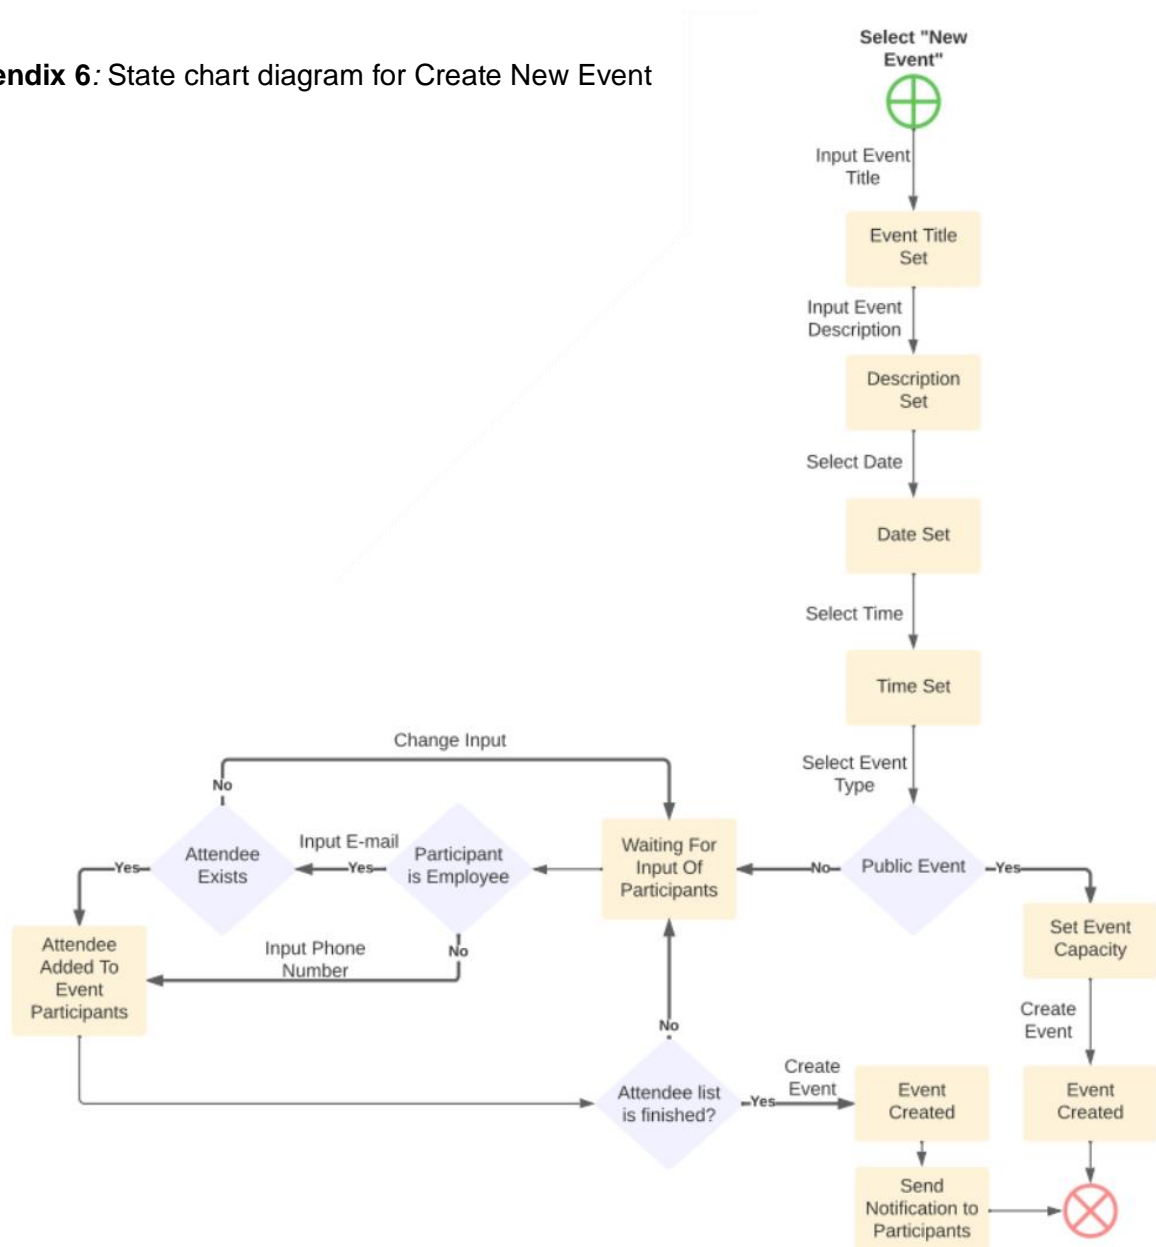 endix 6: State chart diagram for Create New Event
Select "New
Event"
Input Event
Title
Event Title
Set
Input Event
Description
Description
Set
Select Date
Date Set
Select Time
Time Set
Select Event
Type
Change Input
No
Attendee
Exists
Yes
Input E-mail
Yes
Participant
is Employee
Waiting For
Input Of
Participants
No
Public Event
Yes
Set Event
Capacity
Attendee
Added To
Event
Participants
Input Phone
Number
No
Create
Event
No
Attendee list
is finished?
Yes
Create
Event
Event
Created
Event
Created
Send
Notification to
Participants